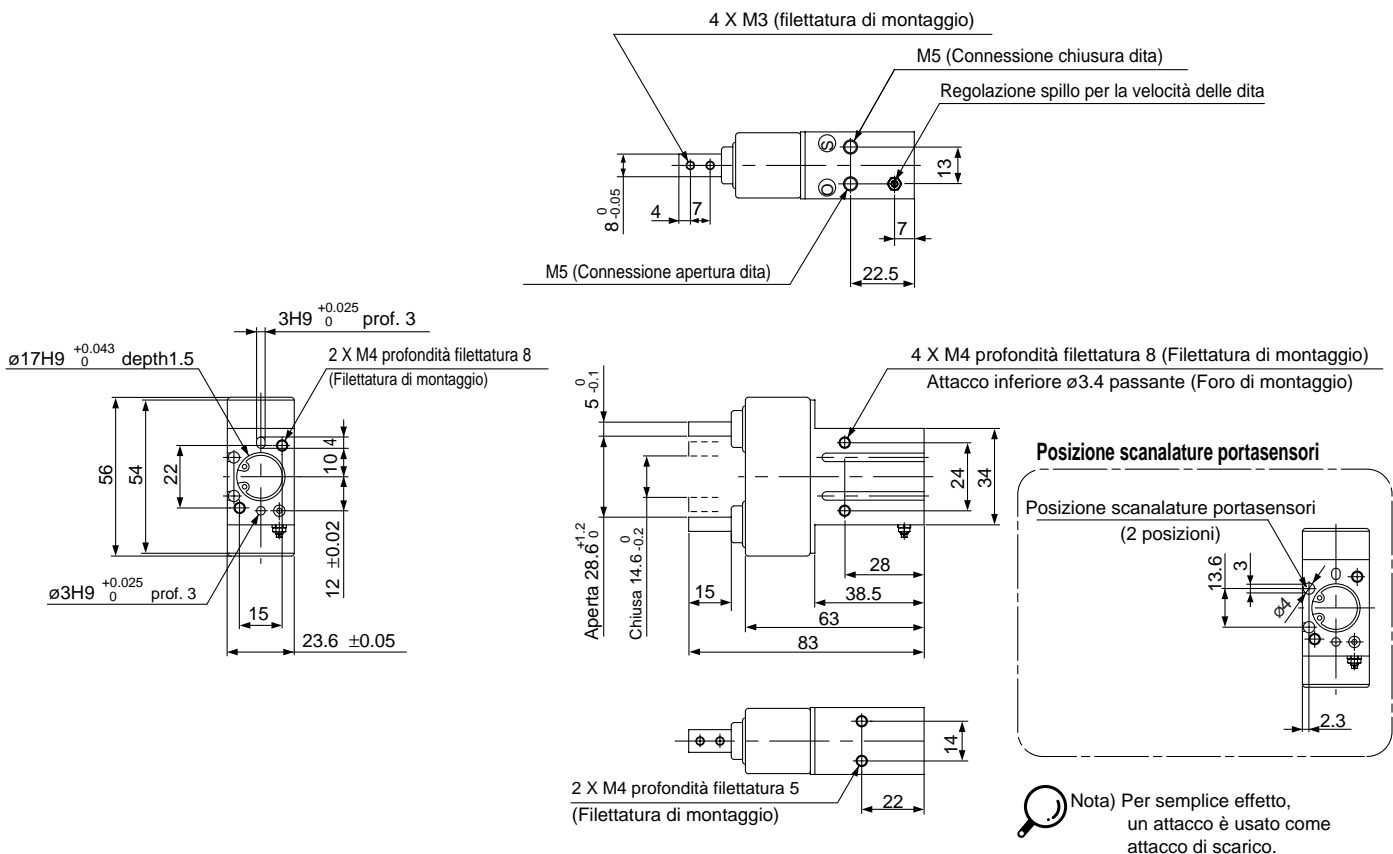 4 X M3 (filettatura di montaggio)
M5 (Connessione chiusura dita)
Regolazione spillo per la velocità delle dita
S
O
13
8 0 -0.05
4
7
7
M5 (Connessione apertura dita)
22.5
3H9 +0.025 0 prof. 3
ø17H9 +0.043 0 depth1.5
2 X M4 profondità filettatura 8
(Filettatura di montaggio)
56
54
22
10
4
12 ±0.02
ø3H9 +0.025 0 prof. 3
15
23.6 ±0.05
4 X M4 profondità filettatura 8 (Filettatura di montaggio)
Attacco inferiore ø3.4 passante (Foro di montaggio)
5 0 -0.1
Aperta 28.6 +1.2 0
Chiusa 14.6 0 -0.2
24
34
15
28
38.5
63
83
2 X M4 profondità filettatura 5
(Filettatura di montaggio)
14
22
Posizione scanalature portasensori
Posizione scanalature portasensori
(2 posizioni)
13.6
3
ø4
2.3
Nota) Per semplice effetto,
un attacco è usato come
attacco di scarico.